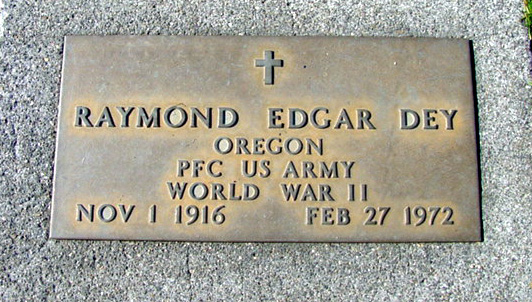 RAYMOND EDGAR DEY
OREGON
PFC US ARMY
WORLD WAR II
NOV 1 1916 FEB 27 1972